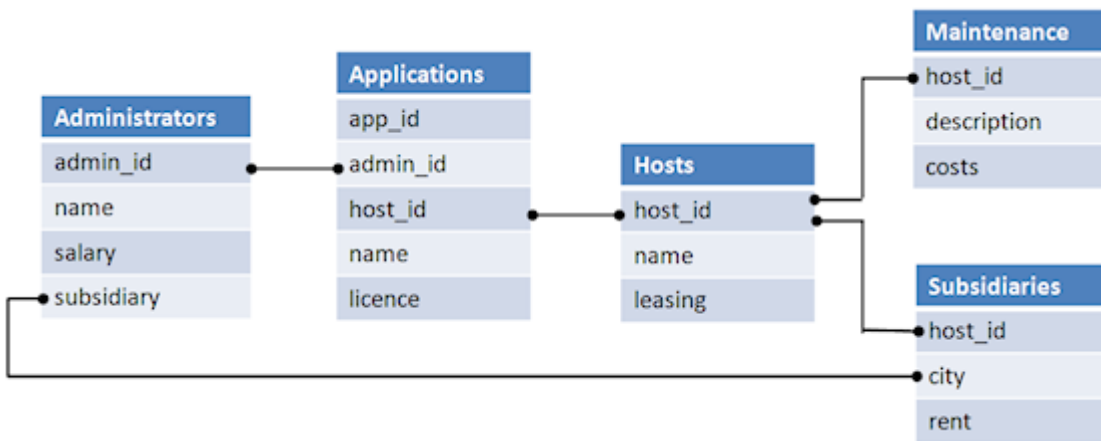 Administrators
admin_id
name
salary
subsidiary
Applications
app_id
admin_id
host_id
name
licence
Hosts
host_id
name
leasing
Maintenance
host_id
description
costs
Subsidiaries
host_id
city
rent